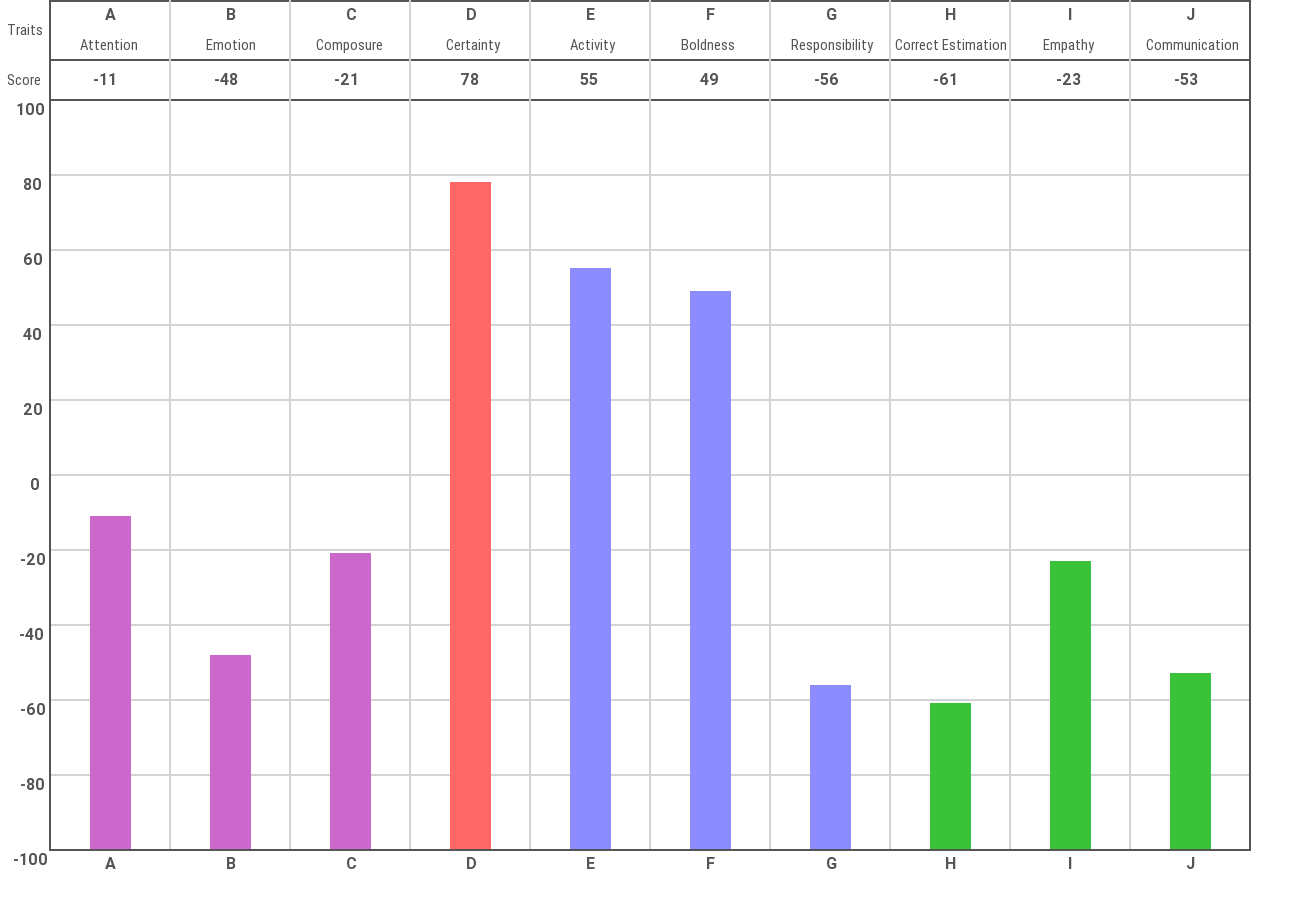 Traits
A B C D E F G H I J
Attention Emotion Composure Certainty Activity Boldness Responsibility Correct Estimation Empathy Communication
Score -11 -48 -21 78 55 49 -56 -61 -23 -53
100
80
60
40
20
0
-20
-40
-60
-80
-100
A B C D E F G H I J